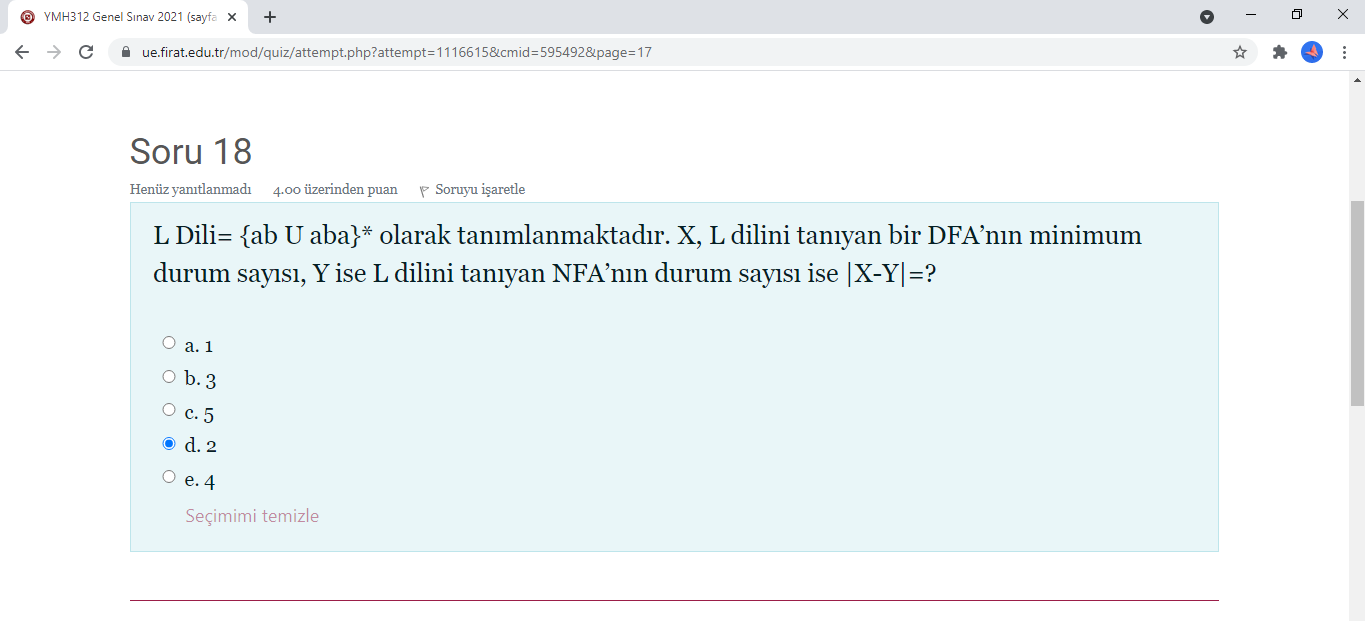 YMH312 Genel Sınav 2021 (sayfa
ue.firat.edu.tr/mod/quiz/attempt.php?attempt=1116615&cmid=595492&page=17
Soru 18
Henüz yanıtlanmadı 4.00 üzerinden puan Soruyu işaretle
L Dili= {ab U aba}* olarak tanımlanmaktadır. X, L dilini tanıyan bir DFA’nın minimum
durum sayısı, Y ise L dilini tanıyan NFA’nın durum sayısı ise |X-Y|=?
a. 1
b. 3
c. 5
d. 2
e. 4
Seçimimi temizle